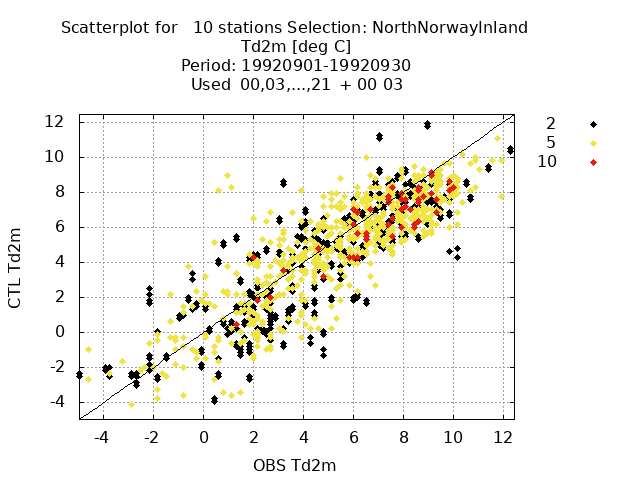 Scatterplot for 10 stations Selection: NorthNorwayInland
Td2m [deg C]
Period: 19920901-19920930
Used 00,03,...,21 + 00 03
2
5
10
12
10
8
6
4
2
0
-2
-4
CTL Td2m
-4 -2 0 2 4 6 8 10 12
OBS Td2m